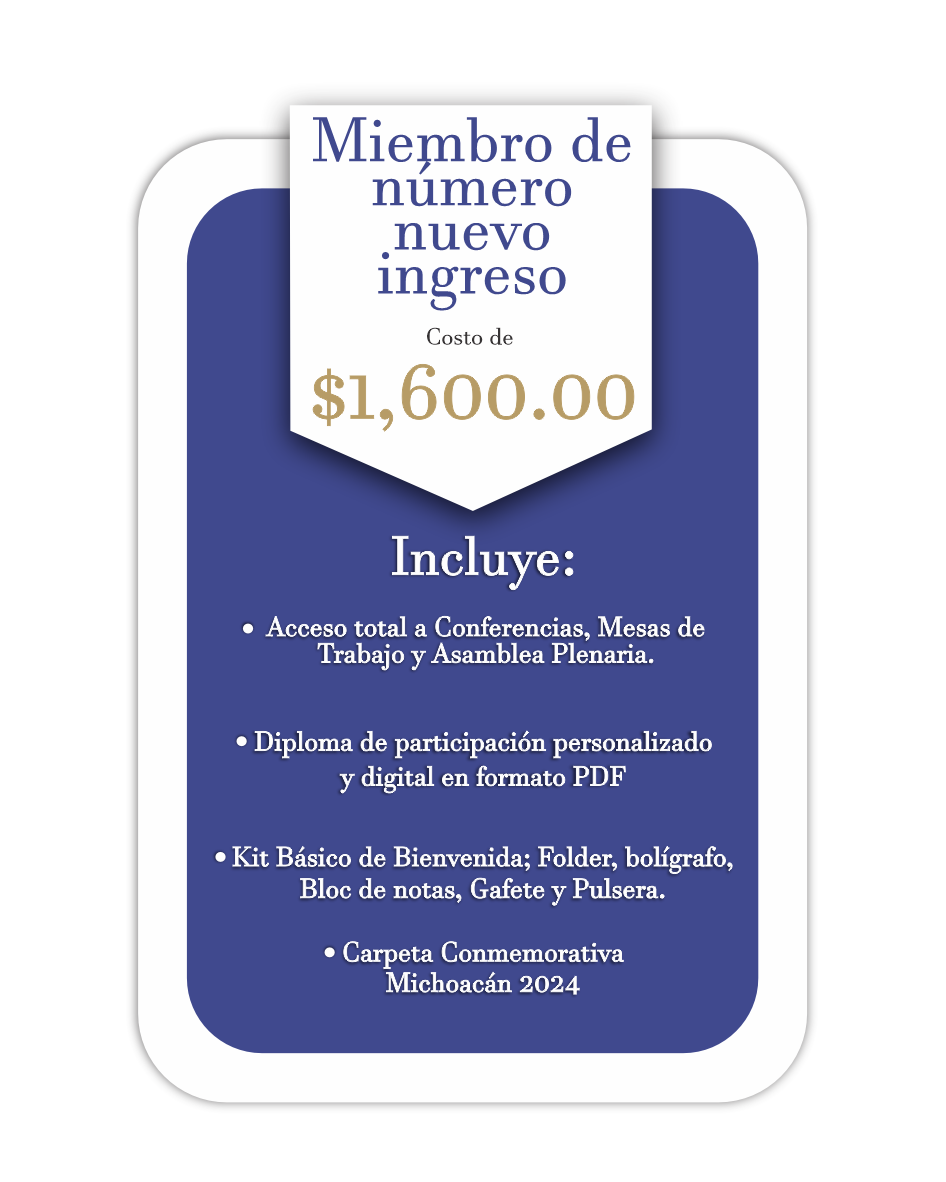 Miembro de
número
nuevo
ingreso
Costo de
$1,600.00
Incluye:
• Acceso total a Conferencias, Mesas de
Trabajo y Asamblea Plenaria.
• Diploma de participación personalizado
y digital en formato PDF
• Kit Básico de Bienvenida; Folder, bolígrafo,
Bloc de notas, Gafete y Pulsera.
• Carpeta Conmemorativa
Michoacán 2024